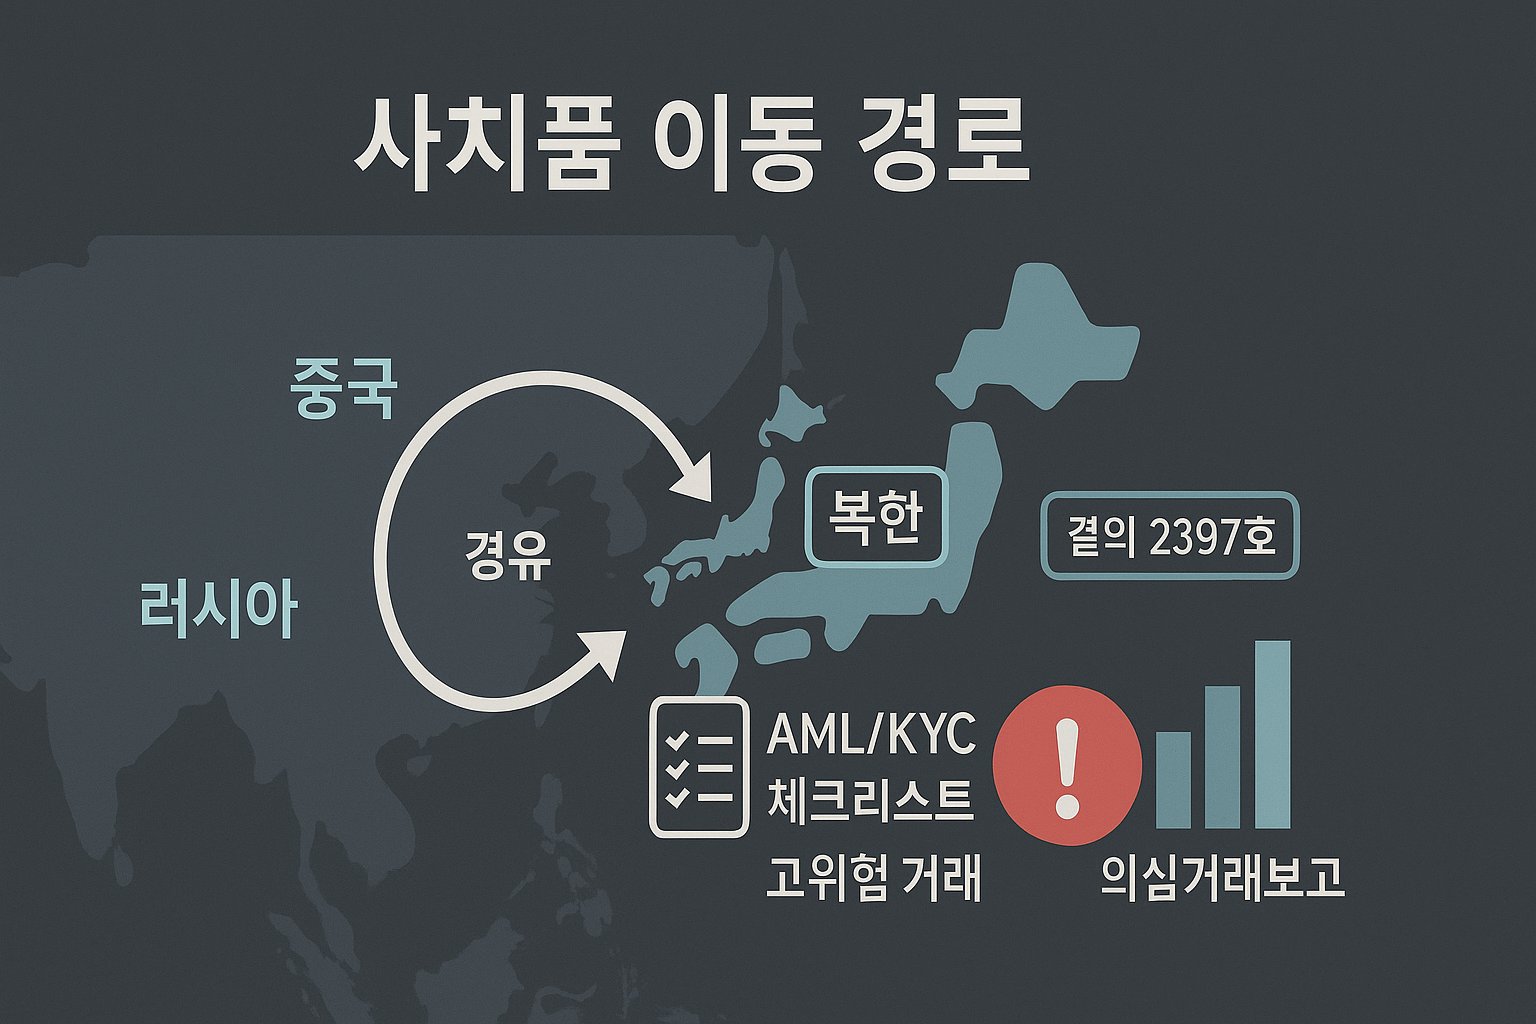 사치품 이동 경로
중국
복한
결의 2397호
경유
러시아
AML/KYC
체크리스트
고위험 거래
의심거래보고